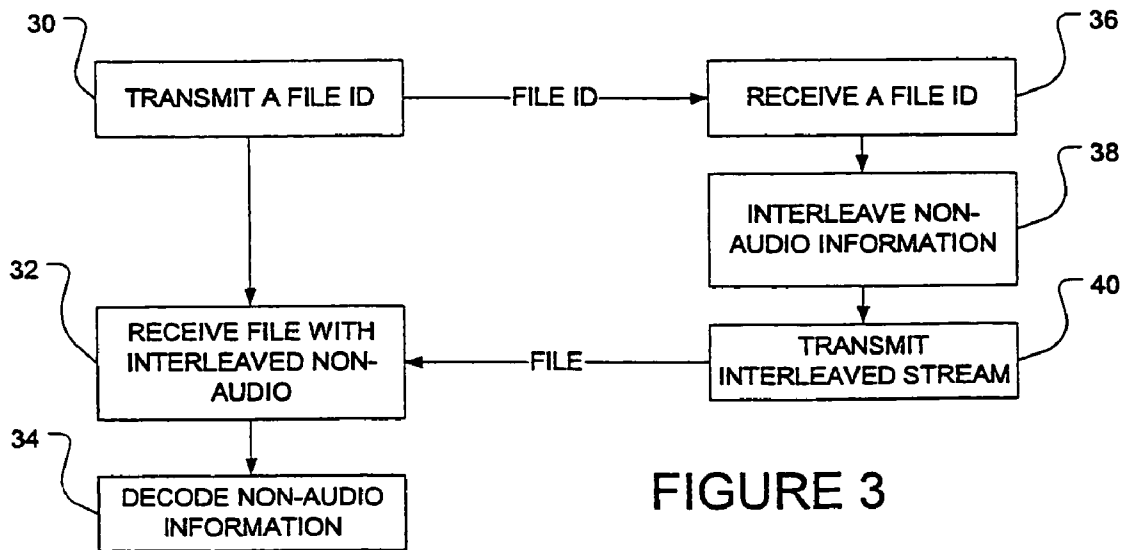 30
TRANSMIT A FILE ID
FILE ID
36
RECEIVE A FILE ID
38
INTERLEAVE NON-
AUDIO INFORMATION
32
RECEIVE FILE WITH
INTERLEAVED NON-
AUDIO
FILE
40
TRANSMIT
INTERLEAVED STREAM
34
DECODE NON-AUDIO
INFORMATION
FIGURE 3